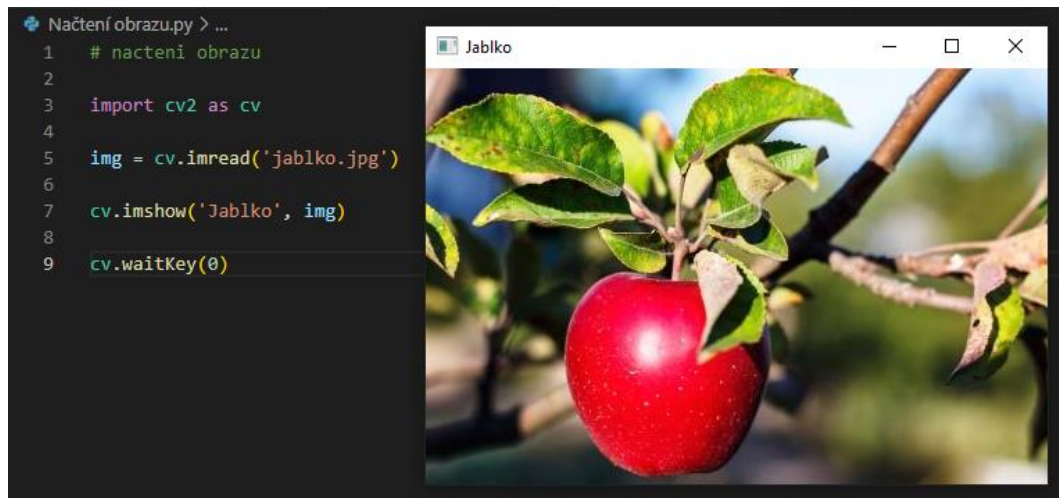 Načtení obrazu.py > ...
1 # nacteni obrazu
2
3 import cv2 as cv
4
5 img = cv.imread('jablko.jpg')
6
7 cv.imshow('Jablko', img)
8
9 cv.waitKey(0)
Jablko